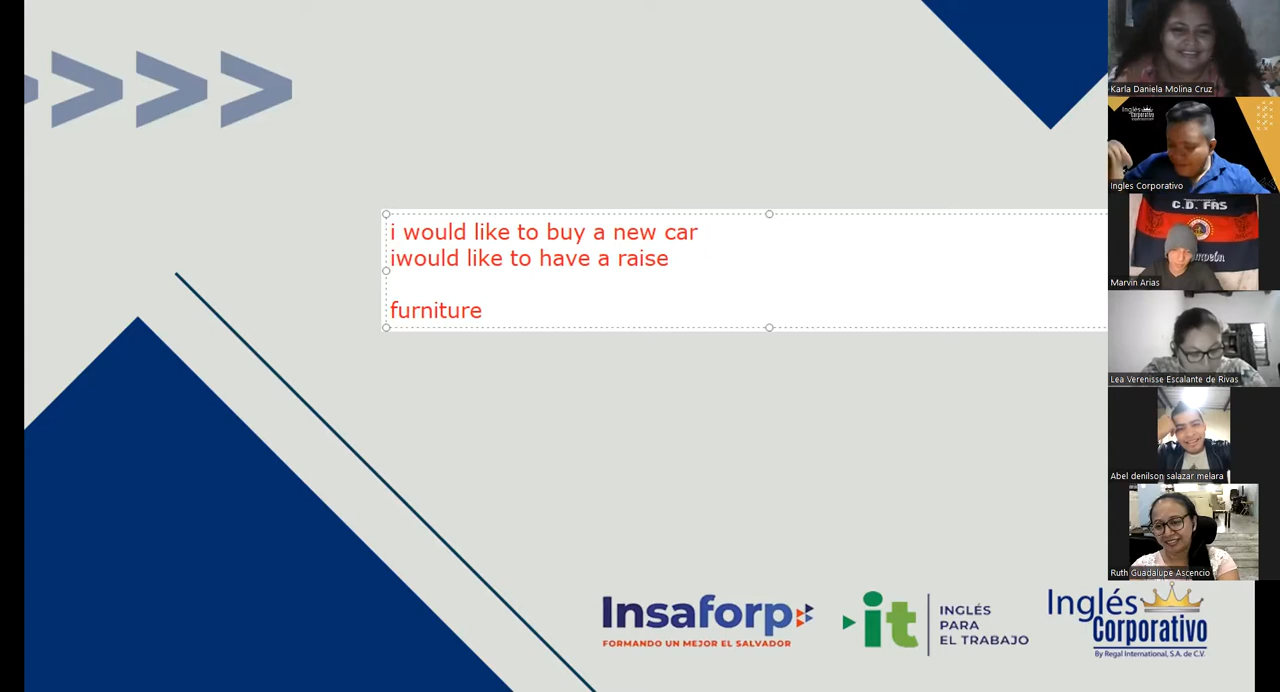 i would like to buy a new car
iwould like to have a raise
furniture
Insaforp
FORMANDO UN MEJOR EL SALVADOR
it
INGLÉS
PARA
EL TRABAJO
Inglés
Corporativo
By Regal International, S.A. de C.V.
Karla Daniela Molina Cruz
Inglés
Corporativo
Ingles Corporativo
C.D. FAS
Marvin Arias
Lea Verenisse Escalante de Rivas
Abel denilson salazar melara
Ruth Guadalupe Ascencio